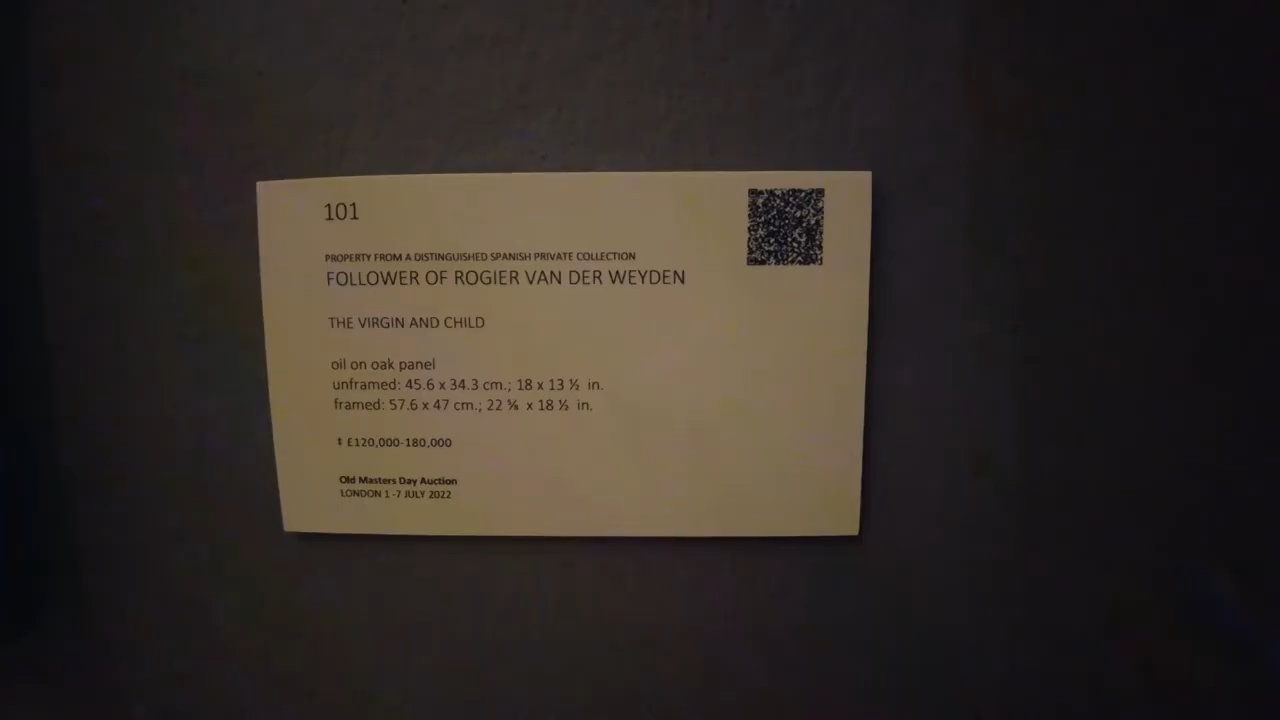 101
PROPERTY FROM A DISTINGUISHED SPANISH PRIVATE COLLECTION
FOLLOWER OF ROGIER VAN DER WEYDEN
THE VIRGIN AND CHILD
oil on oak panel
unframed: 45.6 x 34.3 cm.; 18 x 13 ½ in.
framed: 57.6 x 47 cm.; 22 ⅝ x 18 ½ in.
‡ £120,000-180,000
Old Masters Day Auction
LONDON 1 -7 JULY 2022